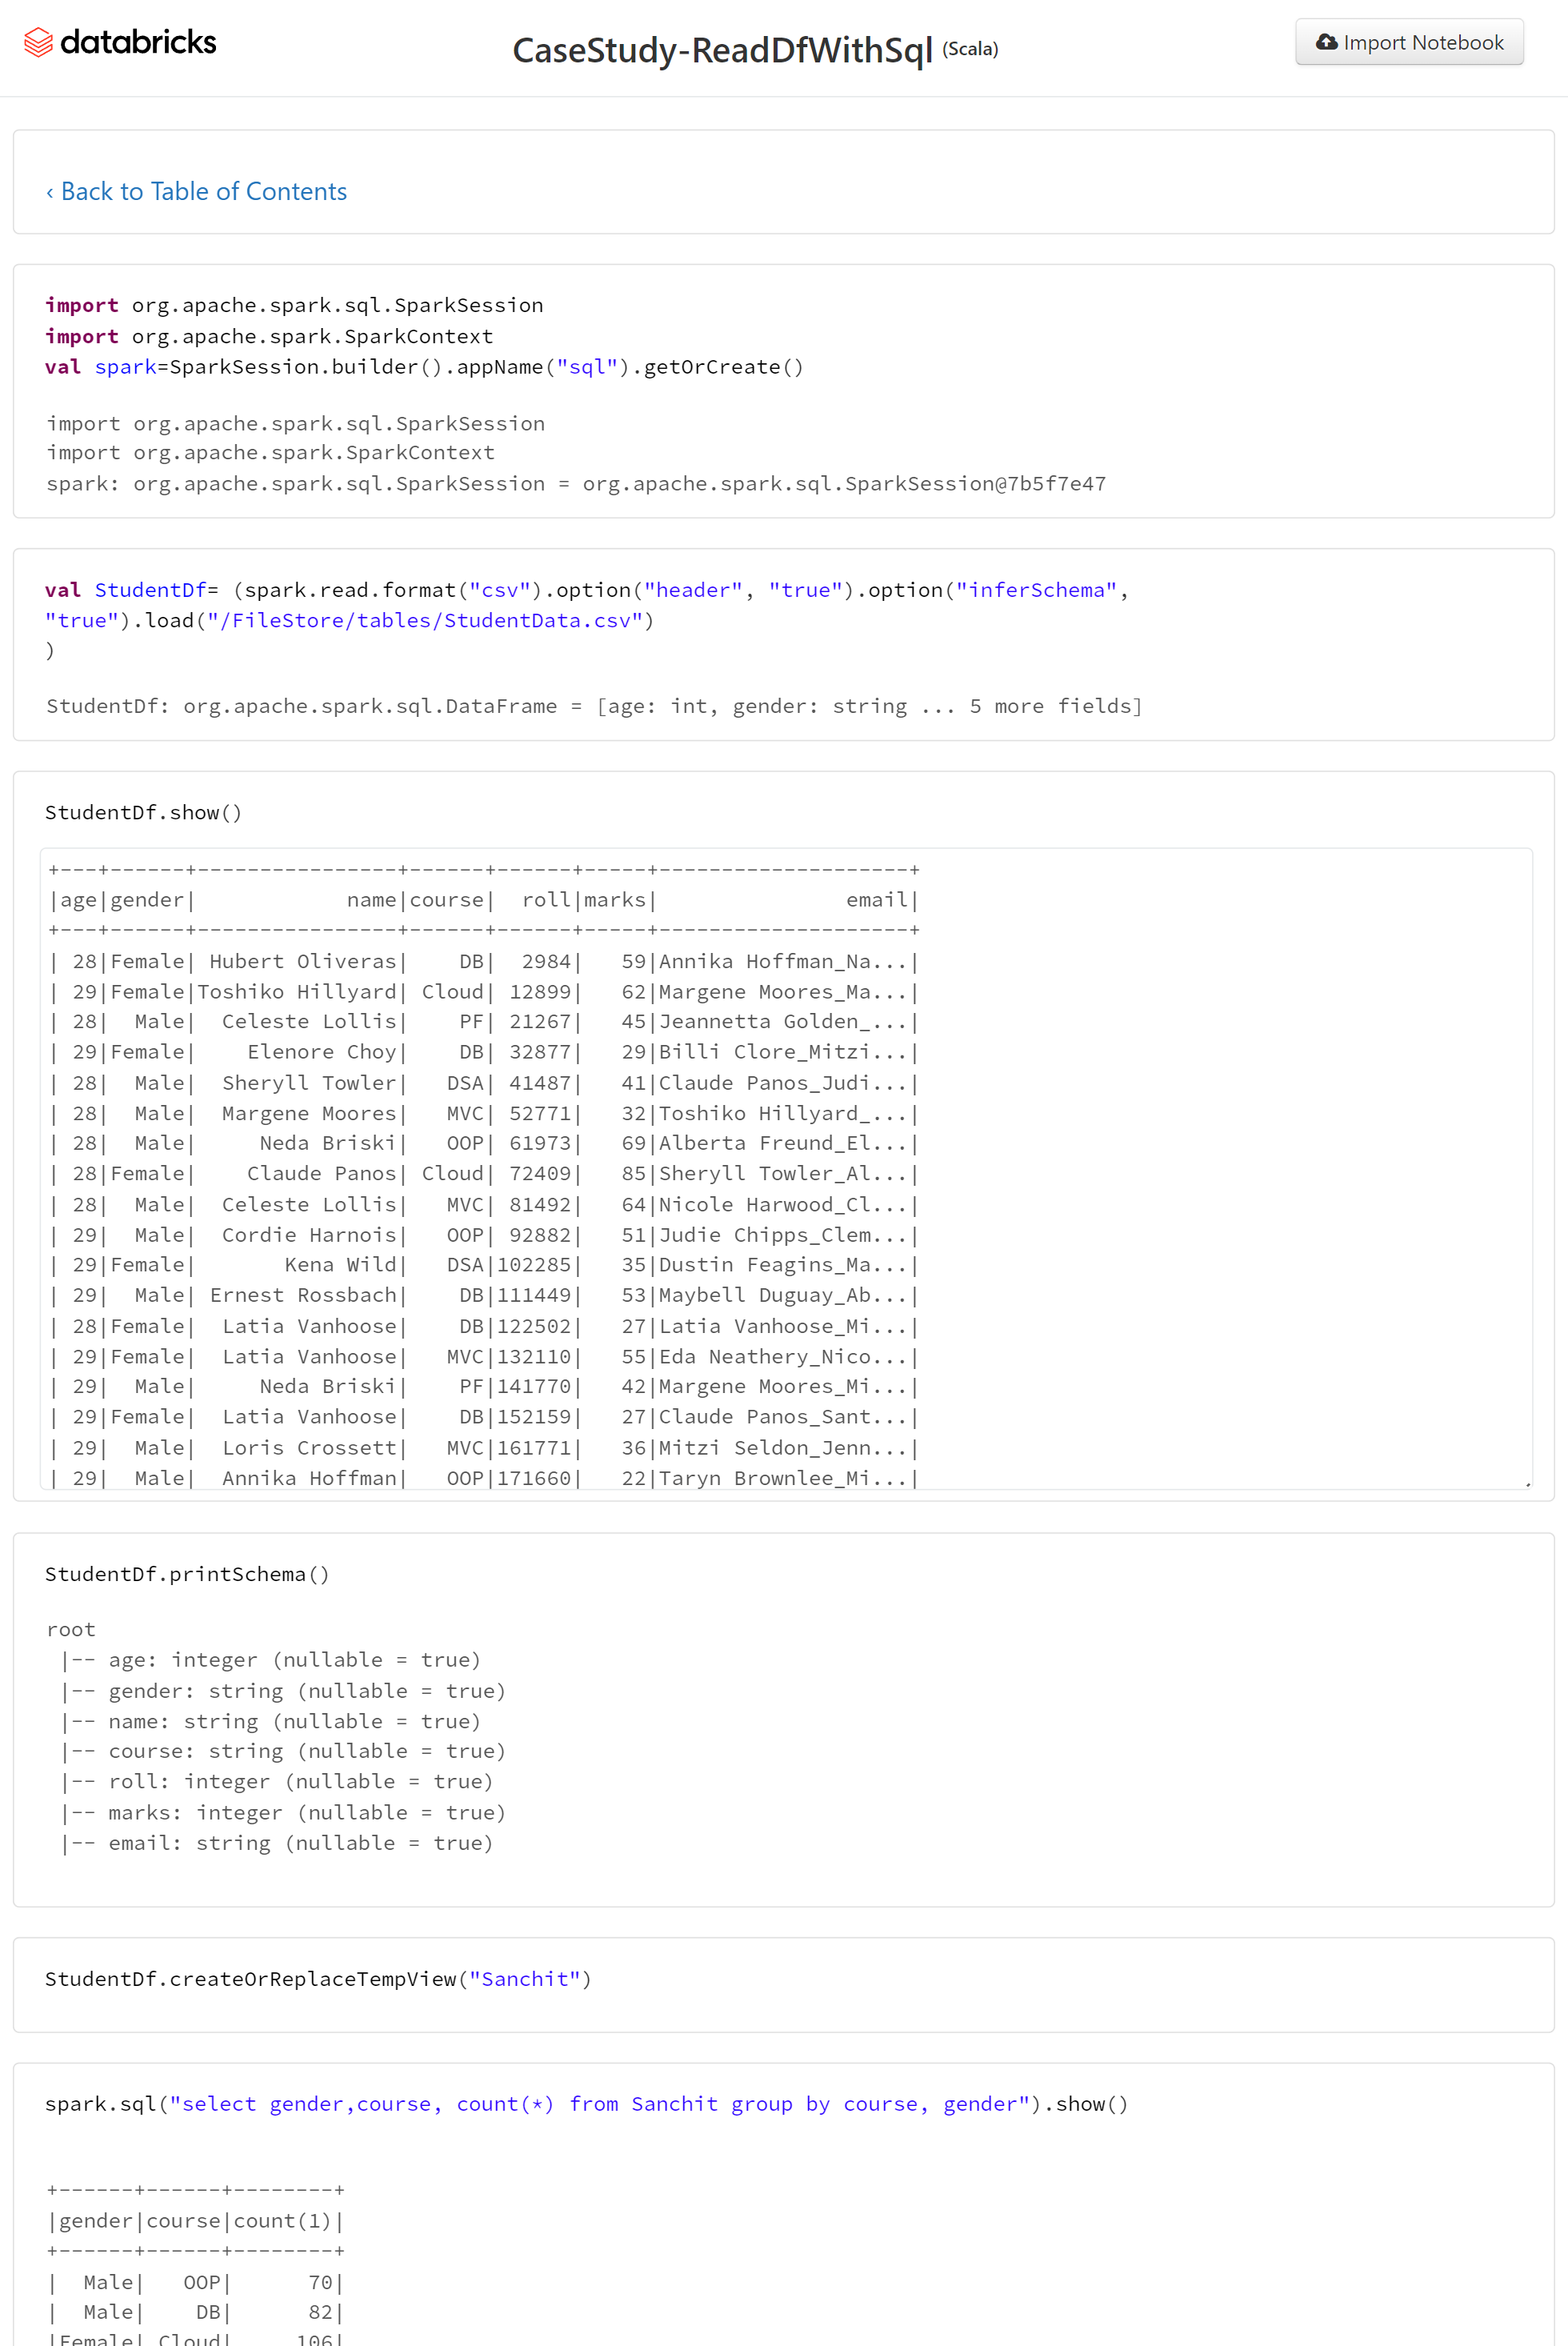 databricks
CaseStudy-ReadDfWithSql (Scala)
Import Notebook
‹ Back to Table of Contents
import org.apache.spark.sql.SparkSession
import org.apache.spark.SparkContext
val spark=SparkSession.builder().appName("sql").getOrCreate()
import org.apache.spark.sql.SparkSession
import org.apache.spark.SparkContext
spark: org.apache.spark.sql.SparkSession = org.apache.spark.sql.SparkSession@7b5f7e47
val StudentDf= (spark.read.format("csv").option("header", "true").option("inferSchema",
"true").load("/FileStore/tables/StudentData.csv")
)
StudentDf: org.apache.spark.sql.DataFrame = [age: int, gender: string ... 5 more fields]
StudentDf.show()
+---+------+----------------+------+------+-----+--------------------+
|age|gender|            name|course|  roll|marks|               email|
+---+------+----------------+------+------+-----+--------------------+
| 28|Female| Hubert Oliveras|    DB|  2984|   59|Annika Hoffman_Na...|
| 29|Female|Toshiko Hillyard| Cloud| 12899|   62|Margene Moores_Ma...|
| 28|  Male|  Celeste Lollis|    PF| 21267|   45|Jeannetta Golden_...|
| 29|Female|    Elenore Choy|    DB| 32877|   29|Billi Clore_Mitzi...|
| 28|  Male|  Sheryll Towler|   DSA| 41487|   41|Claude Panos_Judi...|
| 28|  Male|  Margene Moores|   MVC| 52771|   32|Toshiko Hillyard_...|
| 28|  Male|     Neda Briski|   OOP| 61973|   69|Alberta Freund_El...|
| 28|Female|    Claude Panos| Cloud| 72409|   85|Sheryll Towler_Al...|
| 28|  Male|  Celeste Lollis|   MVC| 81492|   64|Nicole Harwood_Cl...|
| 29|  Male|  Cordie Harnois|   OOP| 92882|   51|Judie Chipps_Clem...|
| 29|Female|       Kena Wild|   DSA|102285|   35|Dustin Feagins_Ma...|
| 29|  Male| Ernest Rossbach|    DB|111449|   53|Maybell Duguay_Ab...|
| 28|Female|  Latia Vanhoose|    DB|122502|   27|Latia Vanhoose_Mi...|
| 29|Female|  Latia Vanhoose|   MVC|132110|   55|Eda Neathery_Nico...|
| 29|  Male|     Neda Briski|    PF|141770|   42|Margene Moores_Mi...|
| 29|Female|  Latia Vanhoose|    DB|152159|   27|Claude Panos_Sant...|
| 29|  Male|  Loris Crossett|   MVC|161771|   36|Mitzi Seldon_Jenn...|
| 29|  Male|  Annika Hoffman|   OOP|171660|   22|Taryn Brownlee_Mi...|
StudentDf.printSchema()
root
 |-- age: integer (nullable = true)
 |-- gender: string (nullable = true)
 |-- name: string (nullable = true)
 |-- course: string (nullable = true)
 |-- roll: integer (nullable = true)
 |-- marks: integer (nullable = true)
 |-- email: string (nullable = true)
StudentDf.createOrReplaceTempView("Sanchit")
spark.sql("select gender,course, count(*) from Sanchit group by course, gender").show()
+------+------+--------+
|gender|course|count(1)|
+------+------+--------+
|  Male|   OOP|      70|
|  Male|    DB|      82|
|Female| Cloud|     106|